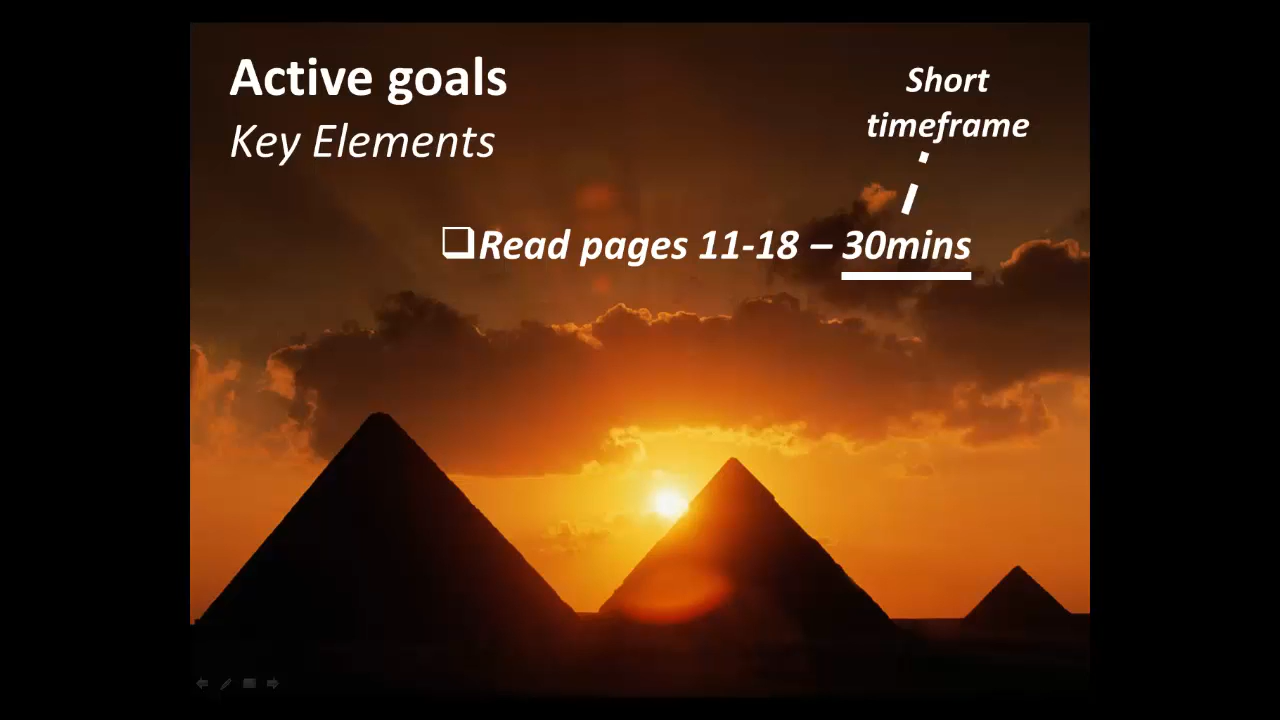 Active goals
Key Elements
Short
timeframe
Read pages 11-18 – 30mins